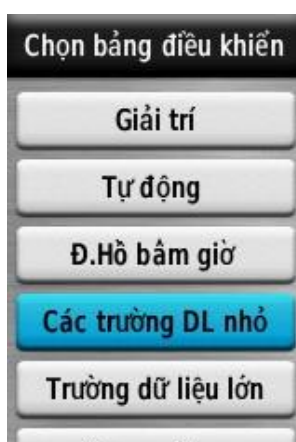 Chọn bảng điều khiển
Giải trí
Tự động
Đ.Hồ bấm giờ
Các trường DL nhỏ
Trường dữ liệu lớn